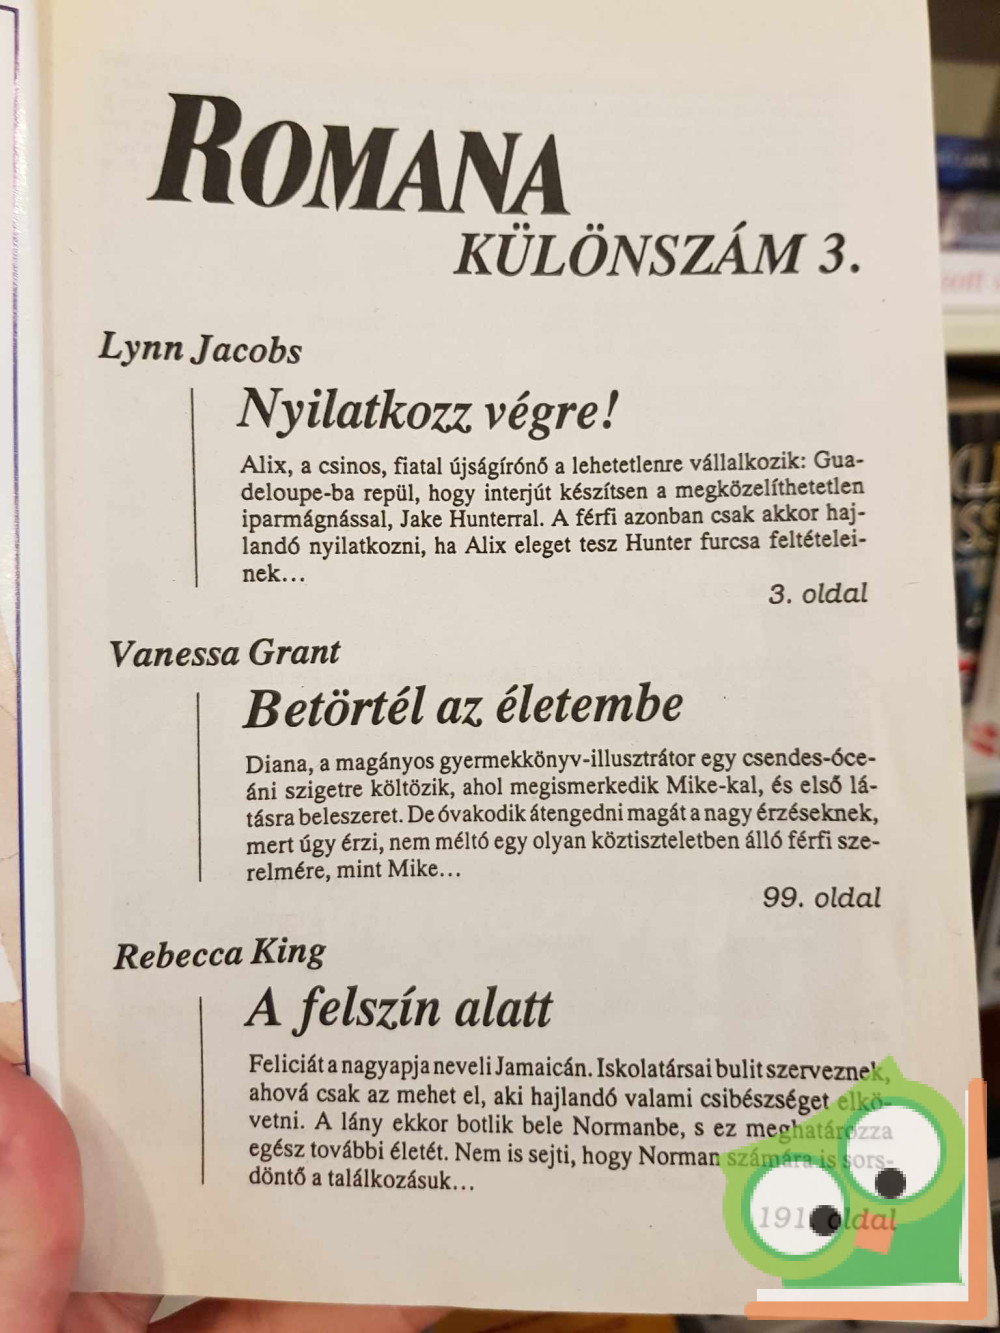 ROMANA
KÜLÖNSZÁM 3.
Lynn Jacobs
Nyilatkozz végre!
Alix, a csinos, fiatal újságírónő a lehetetlenre vállalkozik: Gua-
deloupe-ba repül, hogy interjút készítsen a megközelíthetetlen
iparmágnással, Jake Hunterral. A férfi azonban csak akkor haj-
landó nyilatkozni, ha Alix eleget tesz Hunter furcsa feltételei-
nek...
3. oldal
Vanessa Grant
Betörtél az életembe
Diana, a magányos gyermekkönyv-illusztrátor egy csendes-óce-
áni szigetre költözik, ahol megismerkedik Mike-kal, és első lá-
tásra beleszeret. De óvakodik átengedni magát a nagy érzéseknek,
mert úgy érzi, nem méltó egy olyan köztiszteletben álló férfi sze-
relmére, mint Mike...
99. oldal
Rebecca King
A felszín alatt
Feliciát a nagyapja neveli Jamaicán. Iskolatársai bulit szerveznek,
ahová csak az mehet el, aki hajlandó valami csibészséget elkö-
vetni. A lány ekkor botlik bele Normanbe, s ez meghatározza
egész további életét. Nem is sejti, hogy Norman számára is sors-
döntő a találkozásuk...
191. oldal